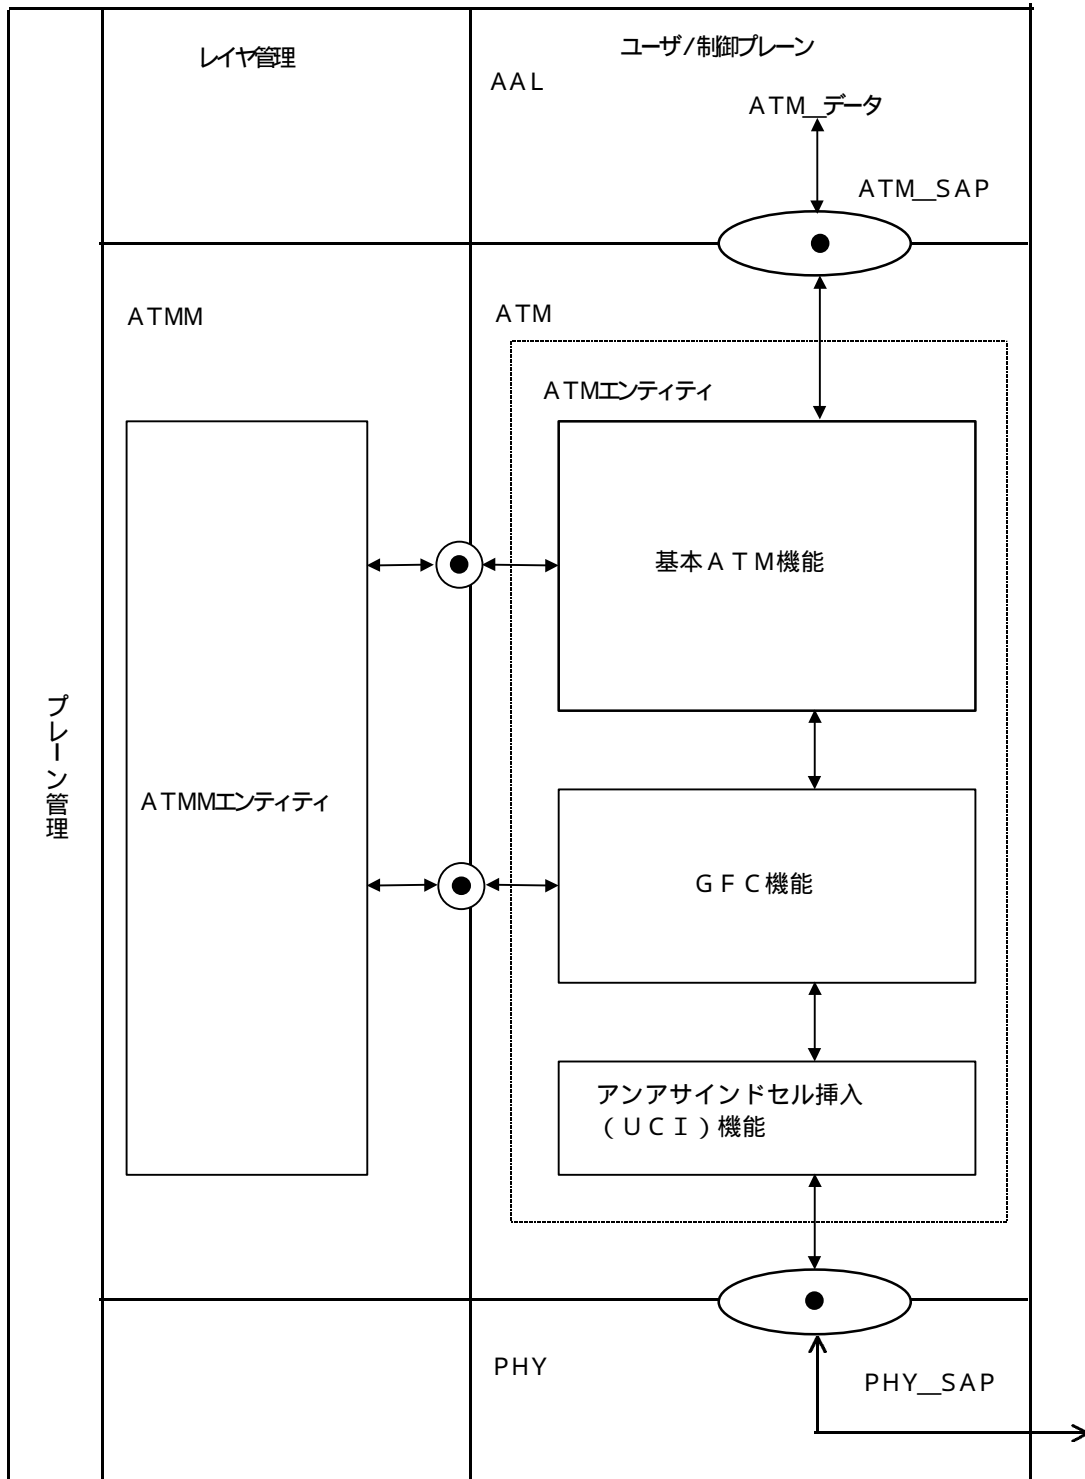 レイヤ管理
ユーザ/制御プレーン
AAL
ATM__データ
ATM__SAP
ATMM
ATM
ATMエンティティ
基本ATM機能
プレーン管理
ATMMエンティティ
GFC機能
アンアサインドセル挿入
(UCI)機能
PHY
PHY__SAP